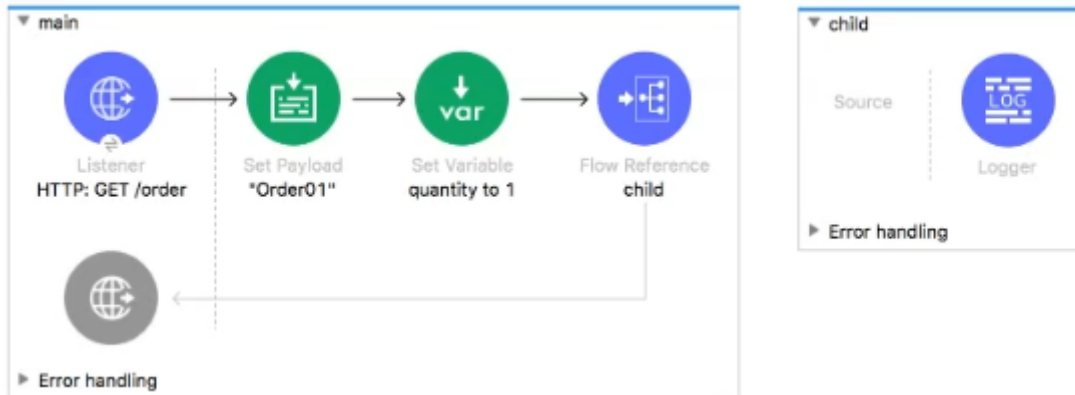 main
Listener
HTTP: GET /order
Set Payload
"Order01"
var
Set Variable
quantity to 1
Flow Reference
child
Error handling
child
Source
LOG
Logger
Error handling